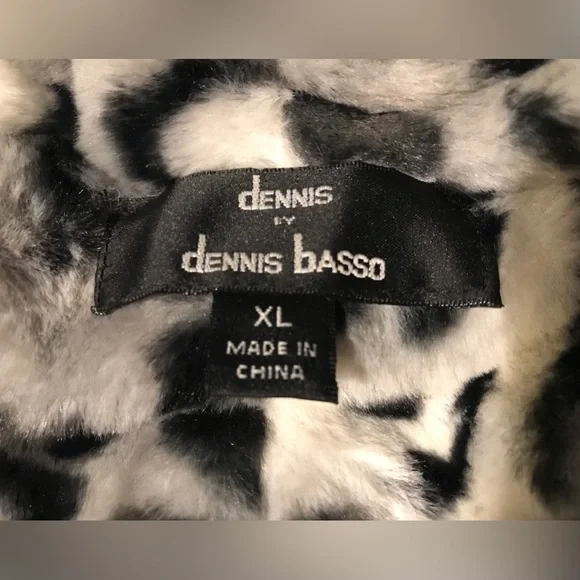 dENNIS
BY
dENNIS bASSO
XL
MADE IN
CHINA